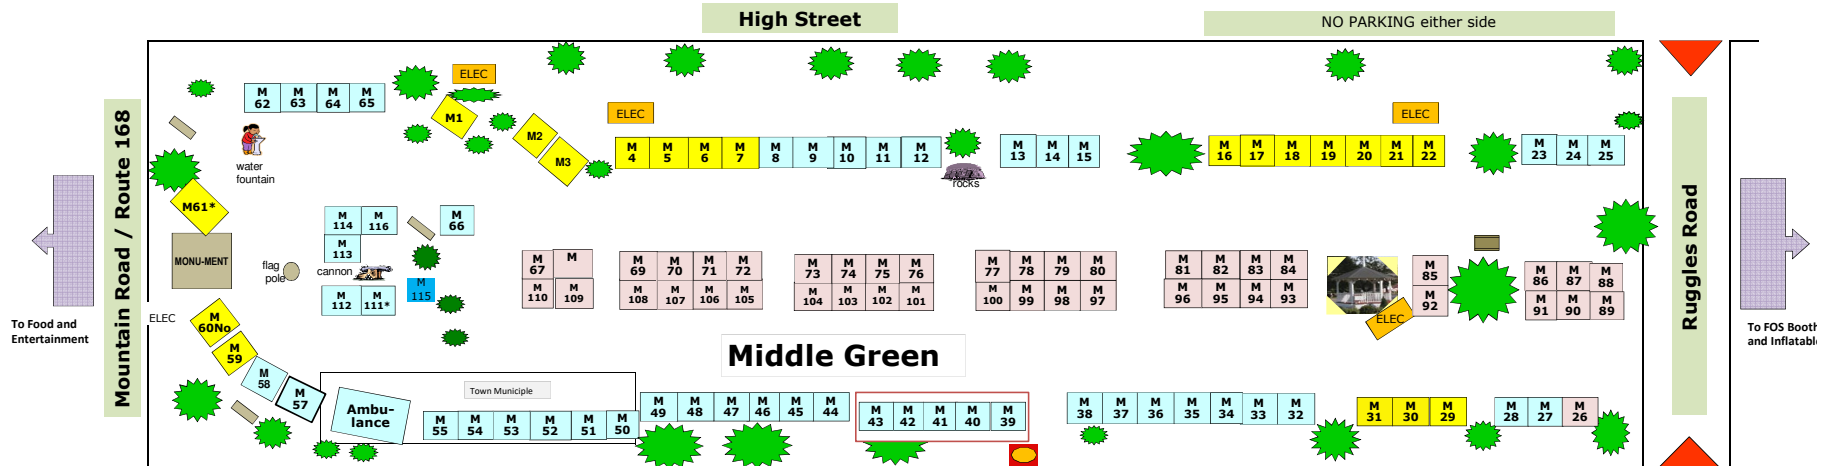 High Street
NO PARKING either side
ELEC
M 62 M 63 M 64 M 65
M1
ELEC
ELEC
M2
M3
M 4 M 5 M 6 M 7 M 8 M 9 M 10 M 11 M 12
M 13 M 14 M 15
M 16 M 17 M 18 M 19 M 20 M 21 M 22
M 23 M 24 M 25
water
fountain
rocks
Mountain Road / Route 168
Ruggles Road
M61*
M 114 M 116
M 66
M 113
MONU-MENT
flag
pole
cannon
M 112 M 111*
M 115
M 67 M
M 110 M 109
M 69 M 70 M 71 M 72
M 108 M 107 M 106 M 105
M 73 M 74 M 75 M 76
M 104 M 103 M 102 M 101
M 77 M 78 M 79 M 80
M 100 M 99 M 98 M 97
M 81 M 82 M 83 M 84
M 96 M 95 M 94 M 93
M 85
M 92
ELEC
M 86 M 87 M 88
M 91 M 90 M 89
To Food and
Entertainment
ELEC
M 60No
M 59
M 58
M 57
To FOS Booth
and Inflatable
Middle Green
Town Municiple
Ambu-
lance
M 55 M 54 M 53 M 52 M 51 M 50
M 49 M 48 M 47 M 46 M 45 M 44
M 43 M 42 M 41 M 40 M 39
M 38 M 37 M 36 M 35 M 34 M 33 M 32
M 31 M 30 M 29
M 28 M 27 M 26